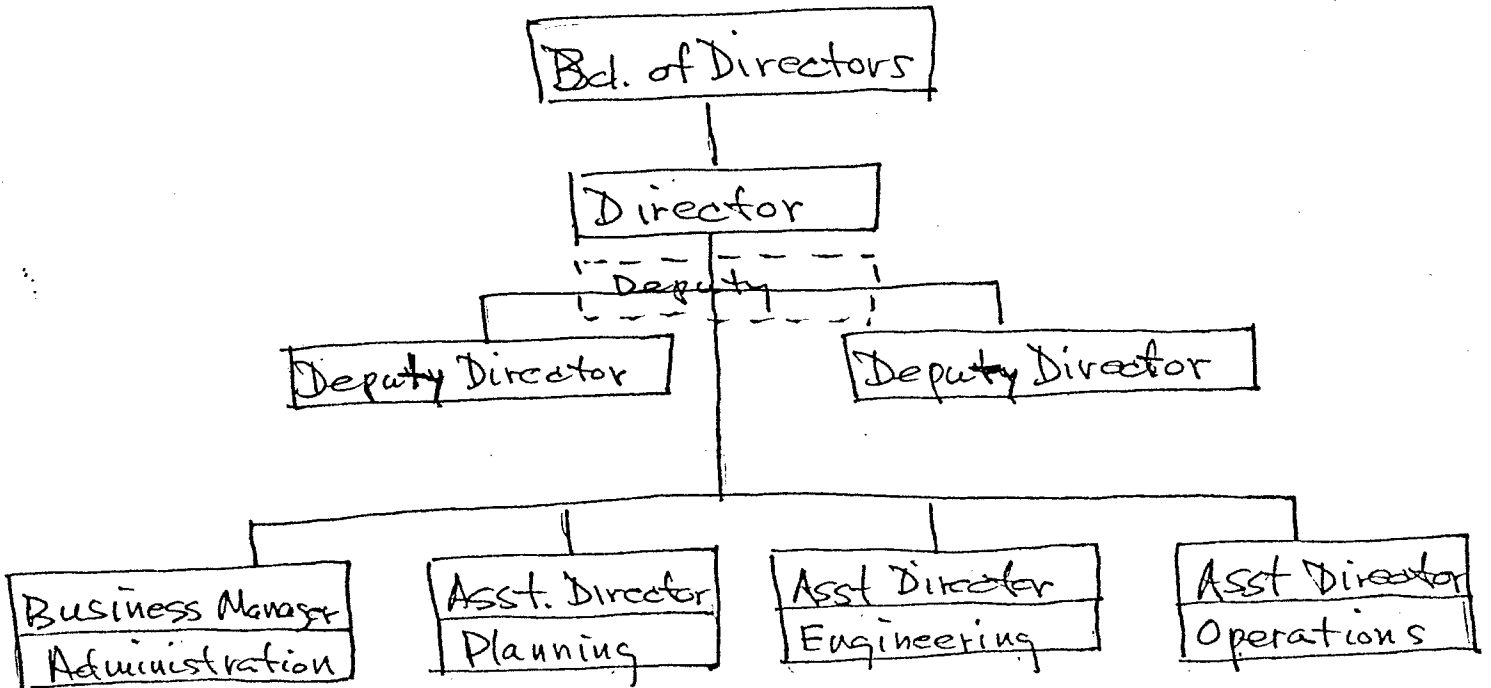 Bd. of Directors
Director
Deputy
Deputy Director
Deputy Director
Business Manager
Administration
Asst. Director
Planning
Asst Director
Engineering
Asst Director
Operations